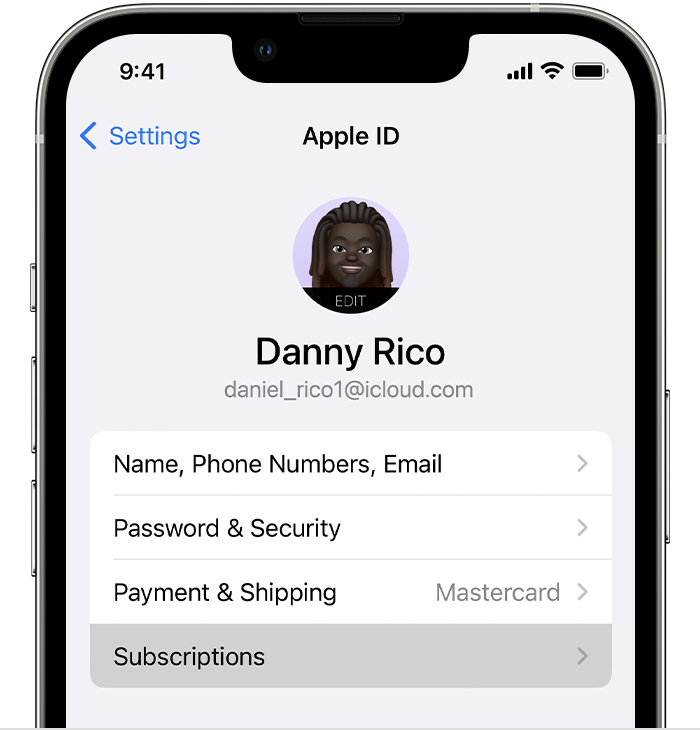 9:41
Settings
Apple ID
EDIT
Danny Rico
daniel_rico1@icloud.com
Name, Phone Numbers, Email
Password & Security
Payment & Shipping Mastercard
Subscriptions